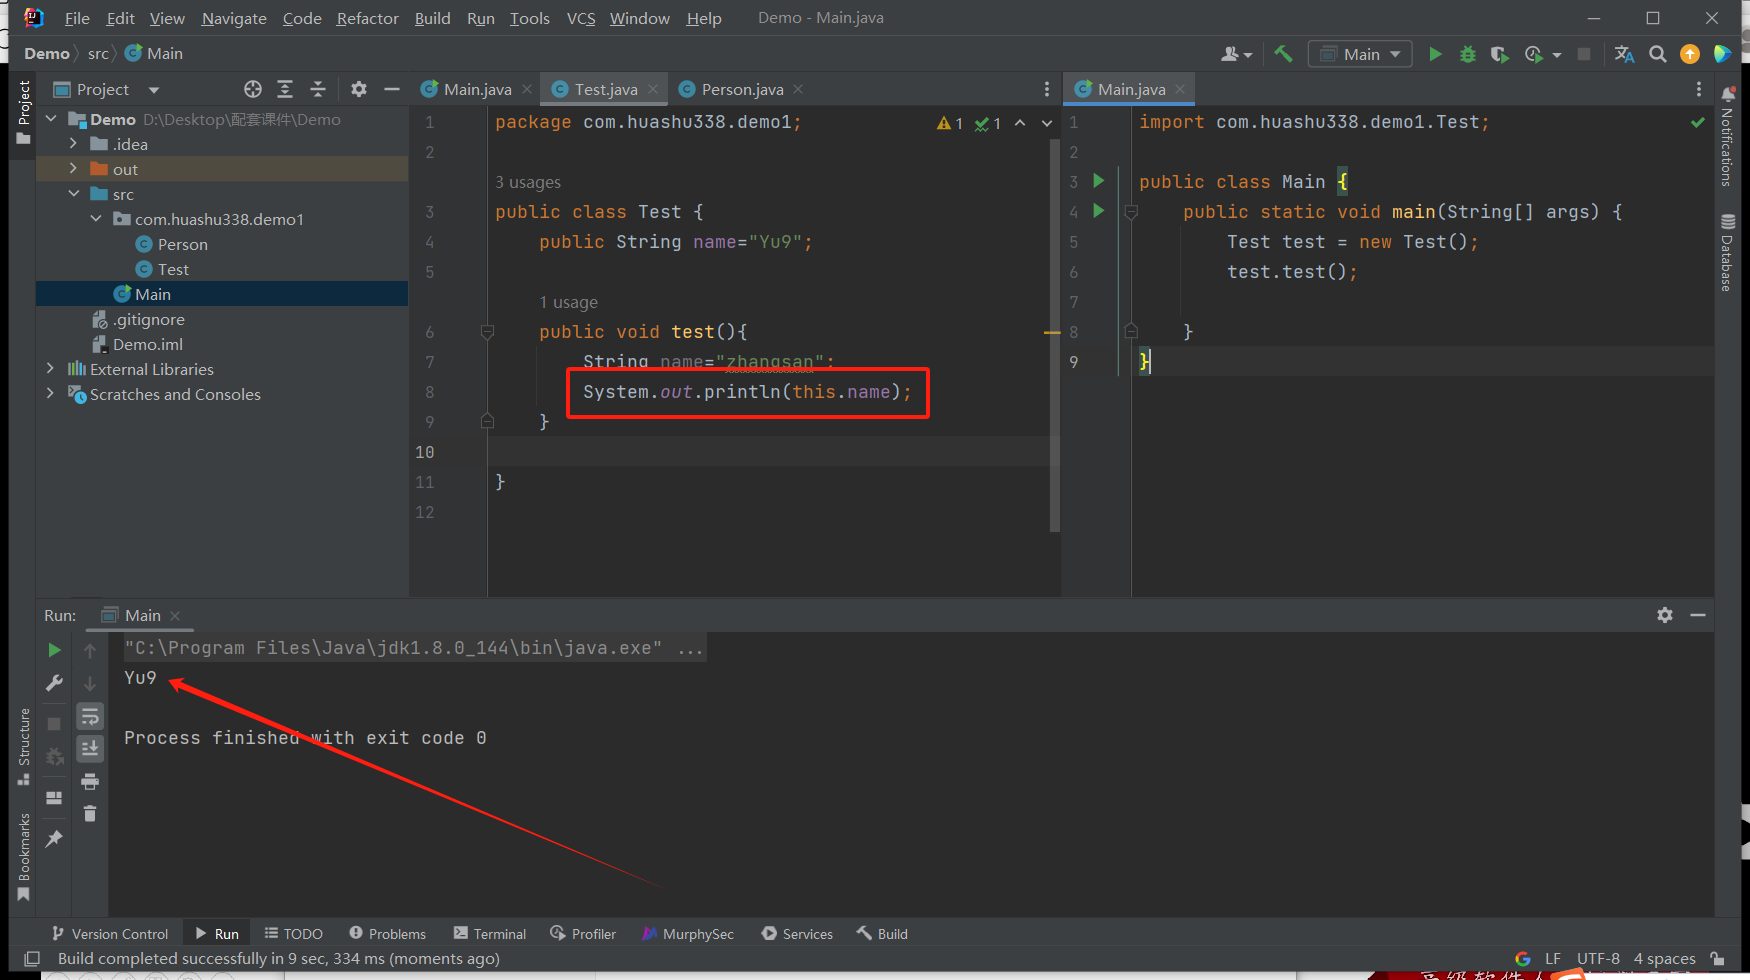 File Edit View Navigate Code Refactor Build Run Tools VCS Window Help Demo - Main.java
Demo src Main
Main
Project
Project
Demo D:\Desktop\配套课件\Demo
.idea
out
src
com.huashu338.demo1
Person
Test
Main
.gitignore
Demo.iml
External Libraries
Scratches and Consoles
Main.java Test.java Person.java
1 package com.huashu338.demo1;
1 1
2
3 usages
3 public class Test {
4 public String name="Yu9";
5
1 usage
6 public void test(){
7 String name="zhangsan";
8 System.out.println(this.name);
9 }
10
11 }
12
Main.java
1 import com.huashu338.demo1.Test;
2
3 public class Main {
4 public static void main(String[] args) {
5 Test test = new Test();
6 test.test();
7
8 }
9 }
Notifications
Database
Run: Main
"C:\Program Files\Java\jdk1.8.0_144\bin\java.exe" ...
Yu9
Process finished with exit code 0
Structure
Bookmarks
Version Control Run TODO Problems Terminal Profiler MurphySec Services Build
Build completed successfully in 9 sec, 334 ms (moments ago)
LF UTF-8 4 spaces